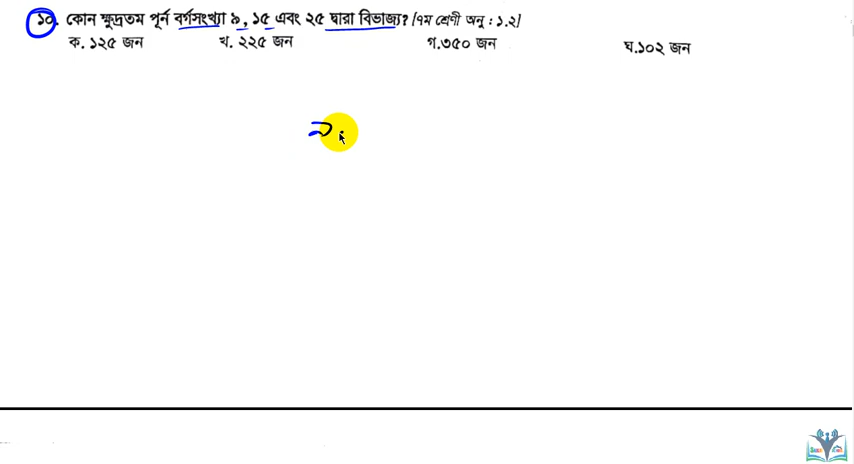 ১০. কোন ক্ষুদ্রতম পূর্ন বর্গসংখ্যা ৯, ১৫ এবং ২৫ দ্বারা বিভাজ্য? [৭ম শ্রেণী অনু : ১.২]
ক. ১২৫ জন খ. ২২৫ জন গ.৩৫০ জন ঘ.১০২ জন